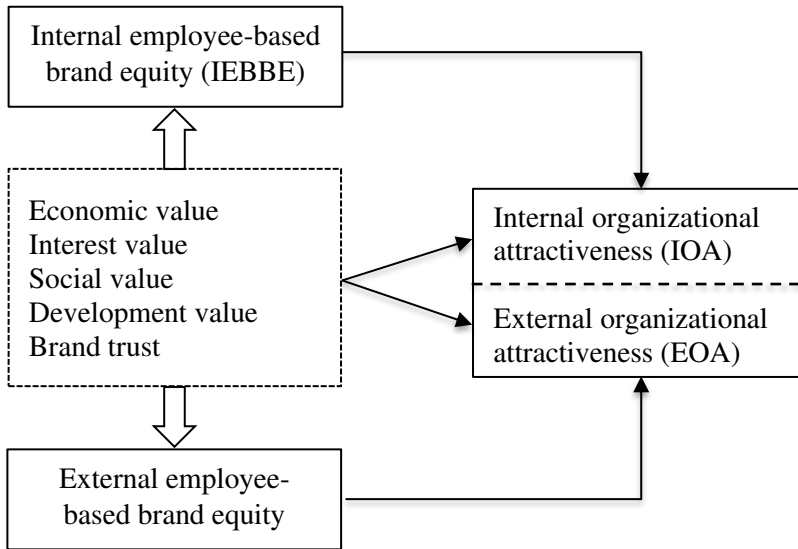 Internal employee-based
brand equity (IEBBE)
Economic value
Interest value
Social value
Development value
Brand trust
Internal organizational
attractiveness (IOA)
External organizational
attractiveness (EOA)
External employee-
based brand equity